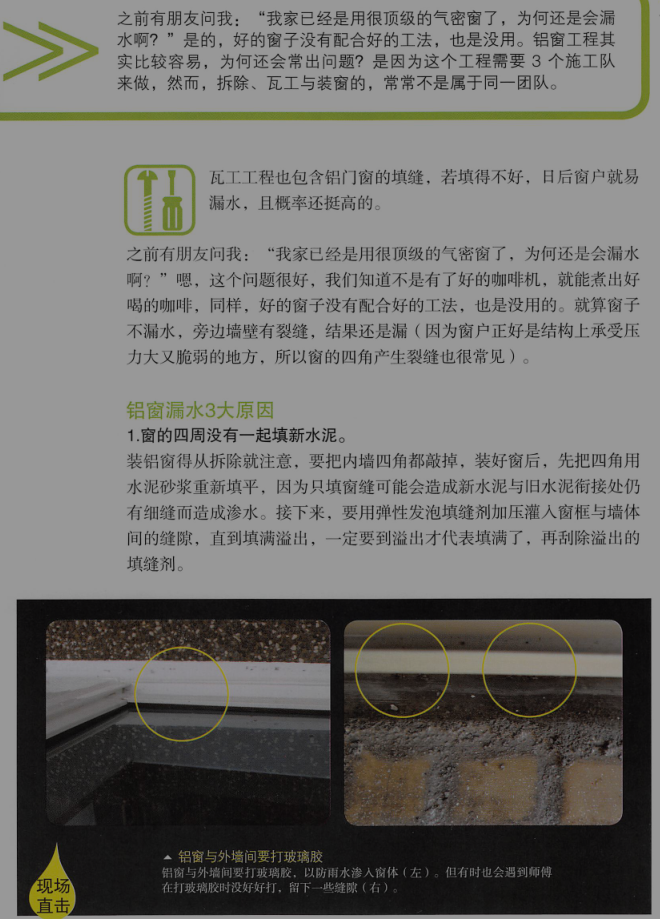 之前有朋友问我：“我家已经是用很顶级的气密窗了，为何还是会漏
水啊？”是的，好的窗子没有配合好的工法，也是没用。铝窗工程其
实比较容易，为何还会常出问题？是因为这个工程需要 3 个施工队
来做，然而，拆除、瓦工与装窗的，常常不是属于同一团队。
瓦工工程也包含铝门窗的填缝，若填得不好，日后窗户就易
漏水，且概率还挺高的。
之前有朋友问我：“我家已经是用很顶级的气密窗了，为何还是会漏水
啊？”嗯，这个问题很好，我们知道不是有了好的咖啡机，就能煮出好
喝的咖啡，同样，好的窗子没有配合好的工法，也是没用的。就算窗子
不漏水，旁边墙壁有裂缝，结果还是漏（因为窗户正好是结构上承受压
力大又脆弱的地方，所以窗的四角产生裂缝也很常见）。
铝窗漏水3大原因
1.窗的四周没有一起填新水泥。
装铝窗得从拆除就注意，要把内墙四角都敲掉，装好窗后，先把四角用
水泥砂浆重新填平，因为只填窗缝可能会造成新水泥与旧水泥衔接处仍
有细缝而造成渗水。接下来，要用弹性发泡填缝剂加压灌入窗框与墙体
间的缝隙，直到填满溢出，一定要到溢出才代表填满了，再刮除溢出的
填缝剂。
现场
直击
▲ 铝窗与外墙间要打玻璃胶
铝窗与外墙间要打玻璃胶，以防雨水渗入窗体（左）。但有时也会遇到师傅
在打玻璃胶时没好好打，留下一些缝隙（右）。